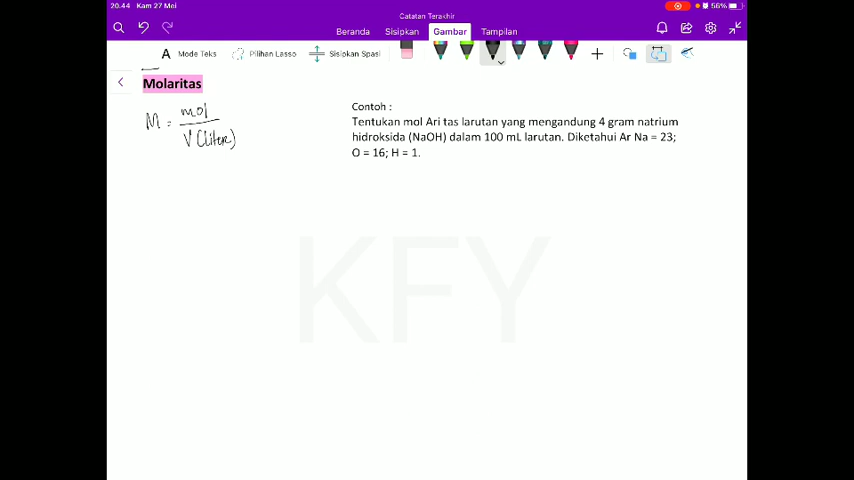 20.44 Kam 27 Mei
56%
Catatan Terakhir
Beranda Sisipkan Gambar Tampilan
A Mode Teks Pilihan Lasso Sisipkan Spasi
Molaritas
M = mol
V (liter)
Contoh :
Tentukan mol Ari tas larutan yang mengandung 4 gram natrium
hidroksida (NaOH) dalam 100 mL larutan. Diketahui Ar Na = 23;
O = 16; H = 1.
KFY